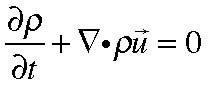 ∂ρ/∂t + ∇•ρu⃗ = 0